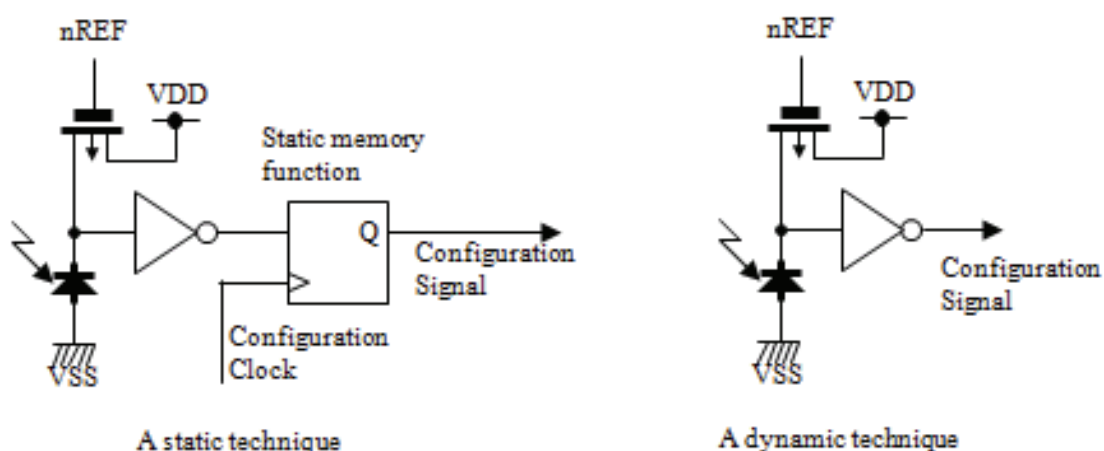 nREF
VDD
Static memory
function
Q
Configuration
Signal
Configuration
Clock
VSS
A static technique
nREF
VDD
Configuration
Signal
VSS
A dynamic technique